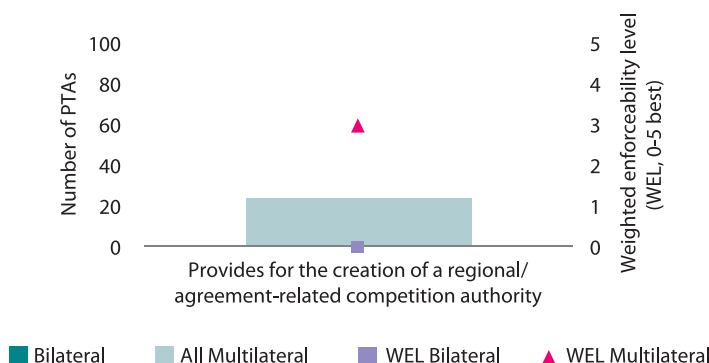 Number of PTAs
100
80
60
40
20
0
5
4
3
2
1
0
Weighted enforceability level
(WEL, 0-5 best)
Provides for the creation of a regional/
agreement-related competition authority
Bilateral
All Multilateral
WEL Bilateral
WEL Multilateral